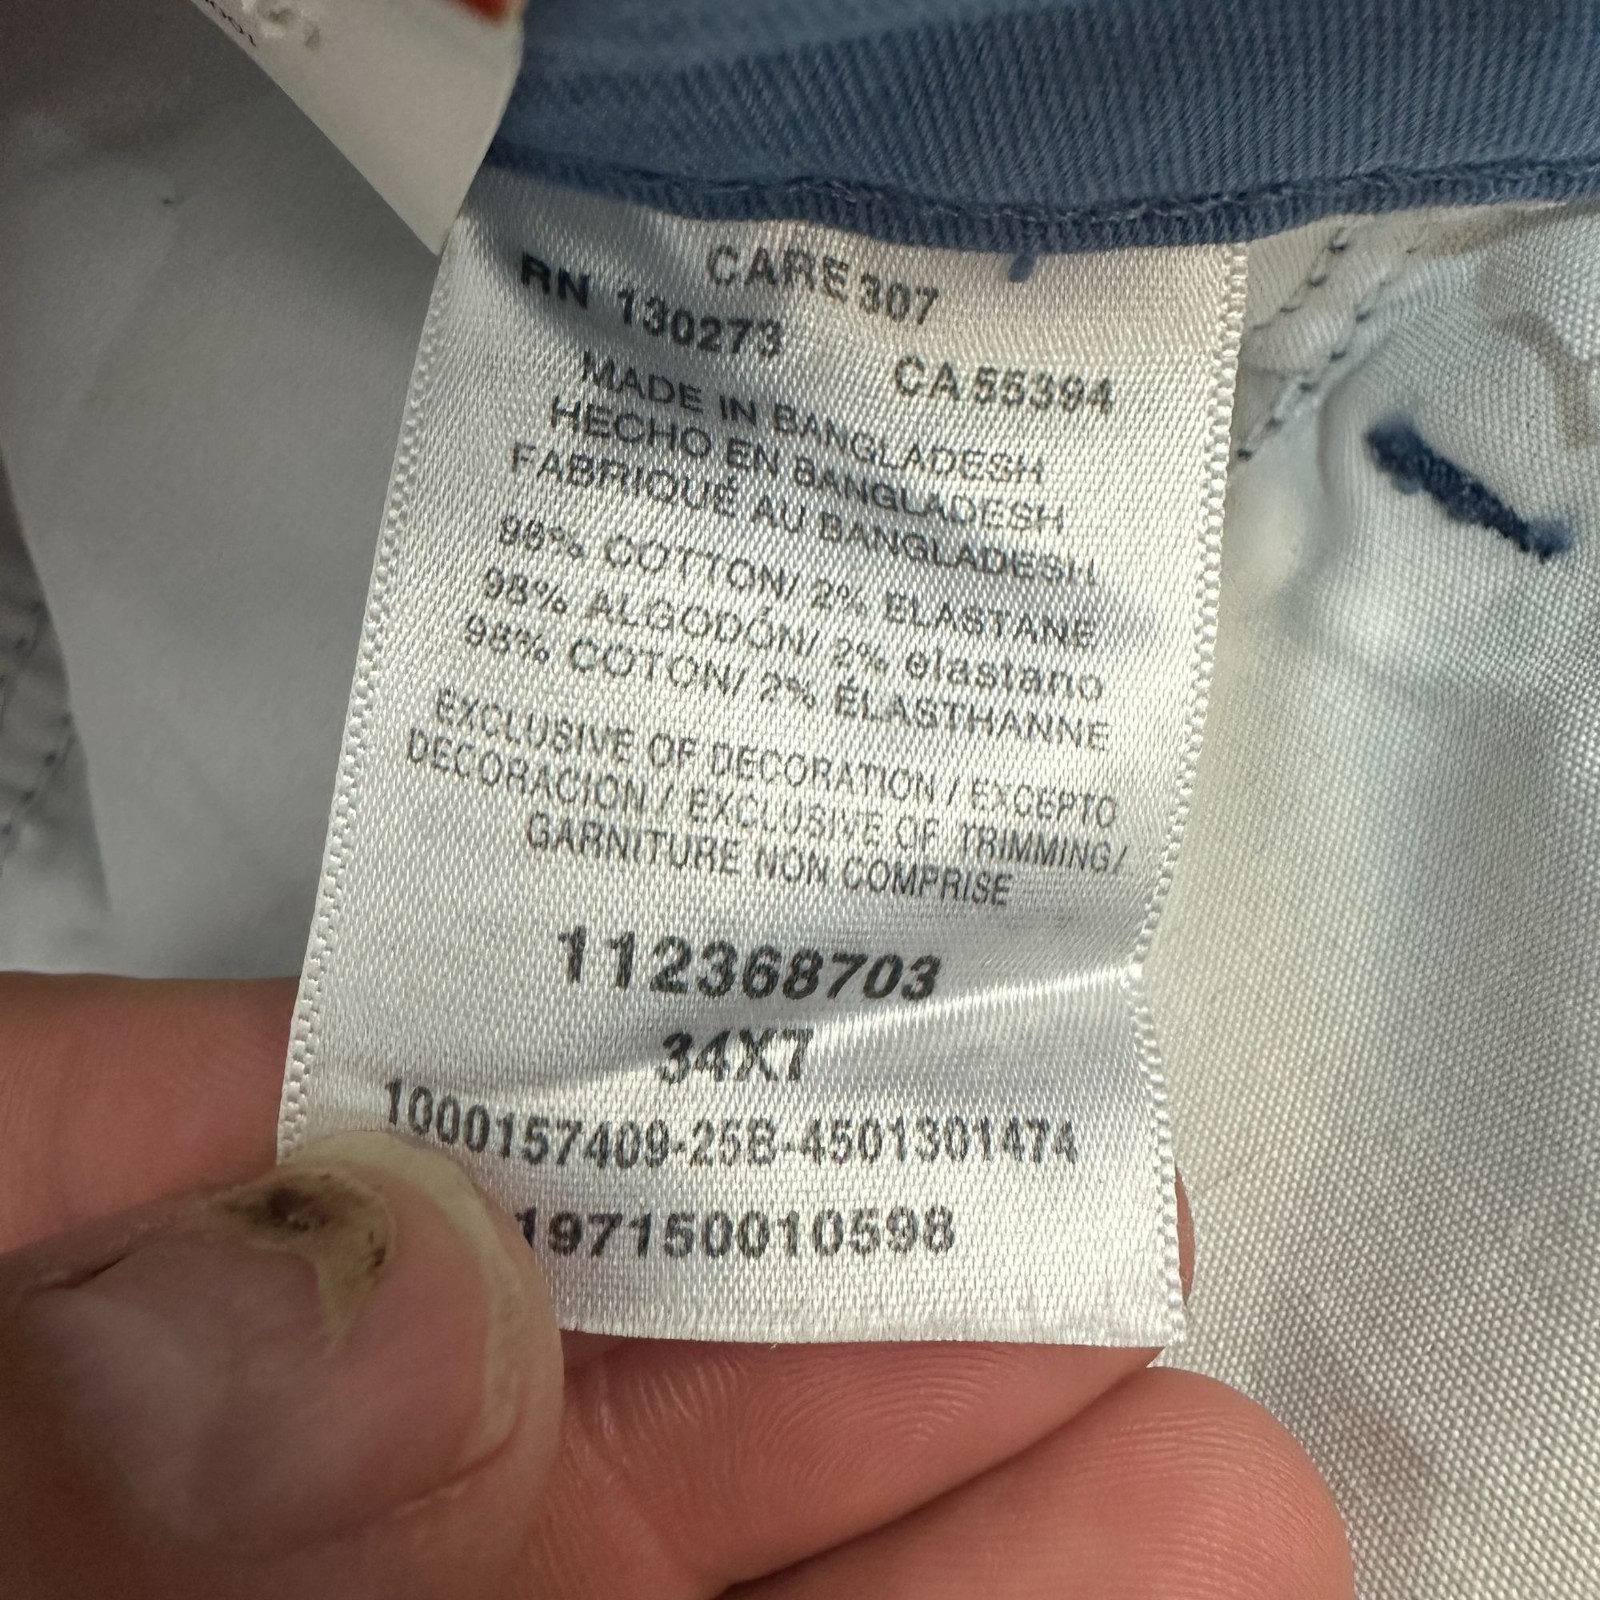 CARE 307
RN 130273 CA 55394
MADE IN BANGLADESH
HECHO EN BANGLADESH
FABRIQUÉ AU BANGLADESH
98% COTTON/ 2% ELASTANE
98% ALGODÓN/ 2% elastano
98% COTON/ 2% ÉLASTHANNE
EXCLUSIVE OF DECORATION / EXCEPTO
DECORACION / EXCLUSIVE OF TRIMMING/
GARNITURE NON COMPRISE
112368703
34X7
1000157409-25B-4501301474
197150010598